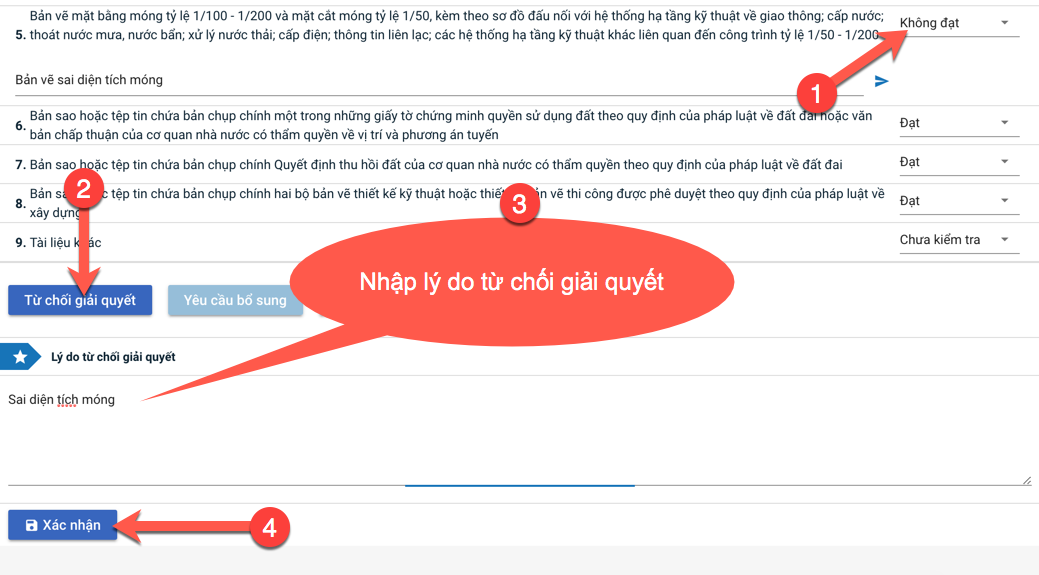 Bản vẽ mặt bằng móng tỷ lệ 1/100 - 1/200 và mặt cắt móng tỷ lệ 1/50, kèm theo sơ đồ đấu nối với hệ thống hạ tầng kỹ thuật về giao thông; cấp nước;
5. thoát nước mưa, nước bẩn; xử lý nước thải; cấp điện; thông tin liên lạc; các hệ thống hạ tầng kỹ thuật khác liên quan đến công trình tỷ lệ 1/50 - 1/200
Không đạt
1
Bản vẽ sai diện tích móng
6. Bản sao hoặc tệp tin chứa bản chụp chính một trong những giấy tờ chứng minh quyền sử dụng đất theo quy định của pháp luật về đất đai hoặc văn
bản chấp thuận của cơ quan nhà nước có thẩm quyền về vị trí và phương án tuyến
Đạt
7. Bản sao hoặc tệp tin chứa bản chụp chính Quyết định thu hồi đất của cơ quan nhà nước có thẩm quyền theo quy định của pháp luật về đất đai
Đạt
2
3
8. Bản tệp tin chứa bản chụp chính hai bộ bản vẽ thiết kế kỹ thuật hoặc vẽ thi công được phê duyệt theo quy định của pháp luật về
xây dựng
Đạt
9. Tài liệu khác
Chưa kiểm tra
Từ chối giải quyết
Yêu cầu bổ sung
Nhập lý do từ chối giải quyết
Lý do từ chối giải quyết
Sai diện tích móng
Xác nhận
4